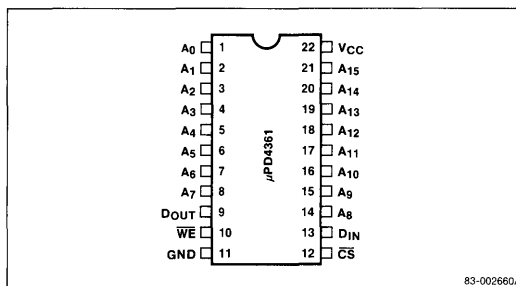 A0 1 22 VCC
A1 2 21 A15
A2 3 20 A14
A3 4 19 A13
A4 5 18 A12
A5 6 17 A11
A6 7 16 A10
A7 8 15 A9
DOUT 9 14 A8
WE 10 13 DIN
GND 11 12 CS
μPD4361
83-002660A